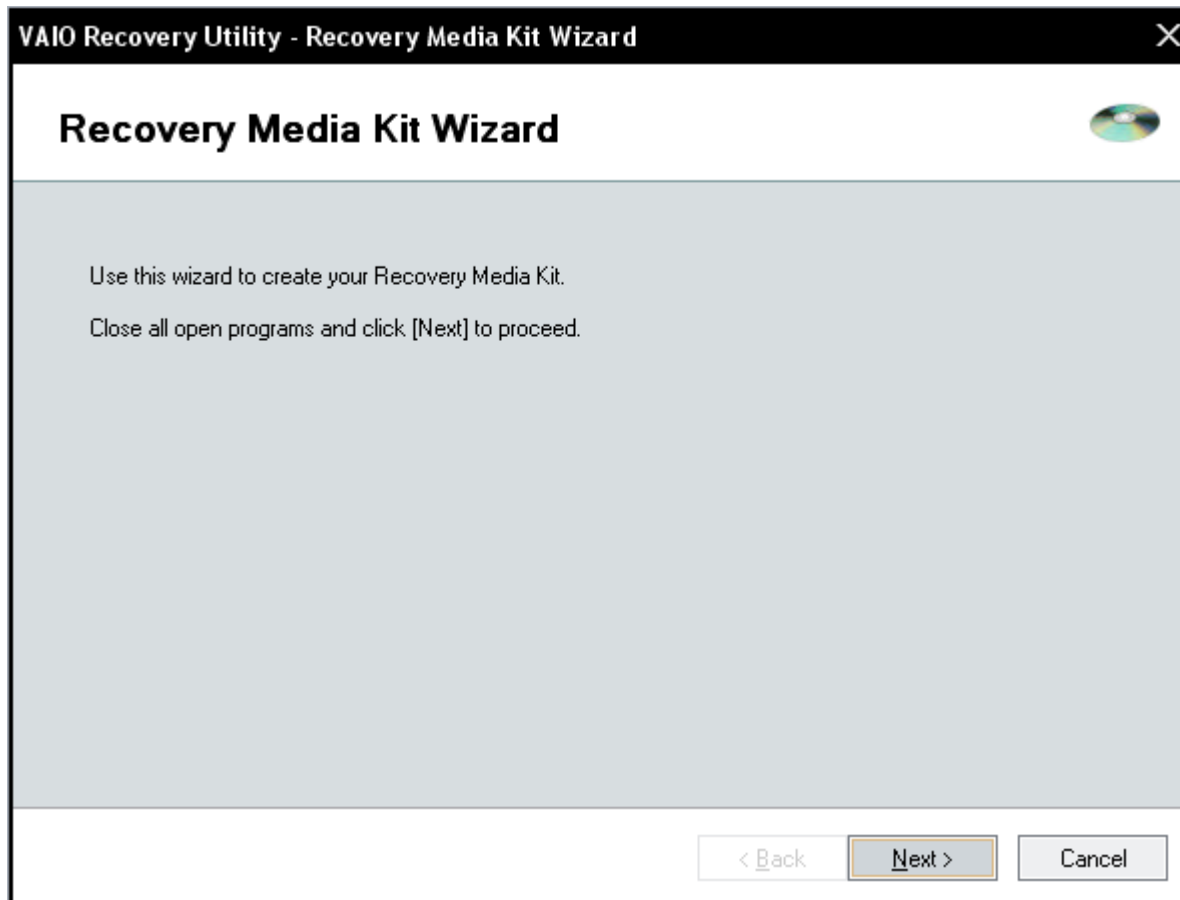 VAIO Recovery Utility - Recovery Media Kit Wizard
Recovery Media Kit Wizard
Use this wizard to create your Recovery Media Kit.
Close all open programs and click [Next] to proceed.
< Back Next > Cancel